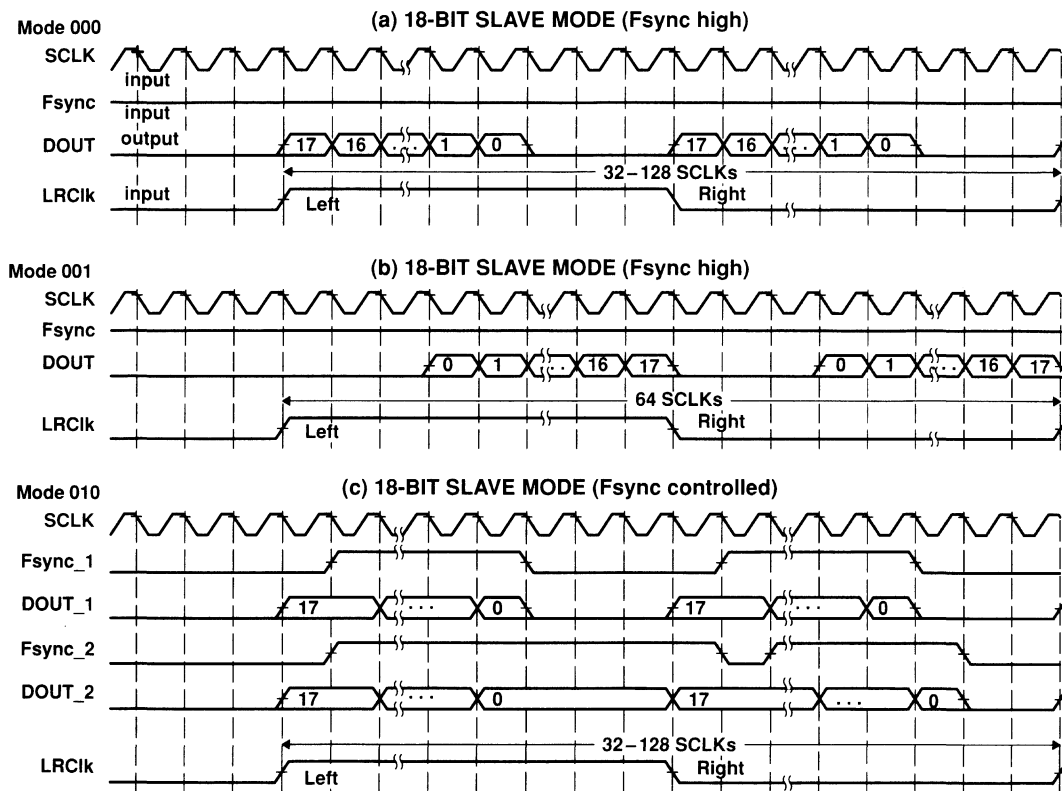 (a) 18-BIT SLAVE MODE (Fsync high)
Mode 000
SCLK
input
Fsync
input
DOUT output 17 16 ... 1 0 17 16 ... 1 0
32–128 SCLKs
LRClk input Left Right
(b) 18-BIT SLAVE MODE (Fsync high)
Mode 001
SCLK
Fsync
DOUT 0 1 ... 16 17 0 1 ... 16 17
64 SCLKs
LRClk Left Right
(c) 18-BIT SLAVE MODE (Fsync controlled)
Mode 010
SCLK
Fsync_1
DOUT_1 17 ... 0 17 ... 0
Fsync_2
DOUT_2 17 ... 0 17 ... 0
32–128 SCLKs
LRClk Left Right